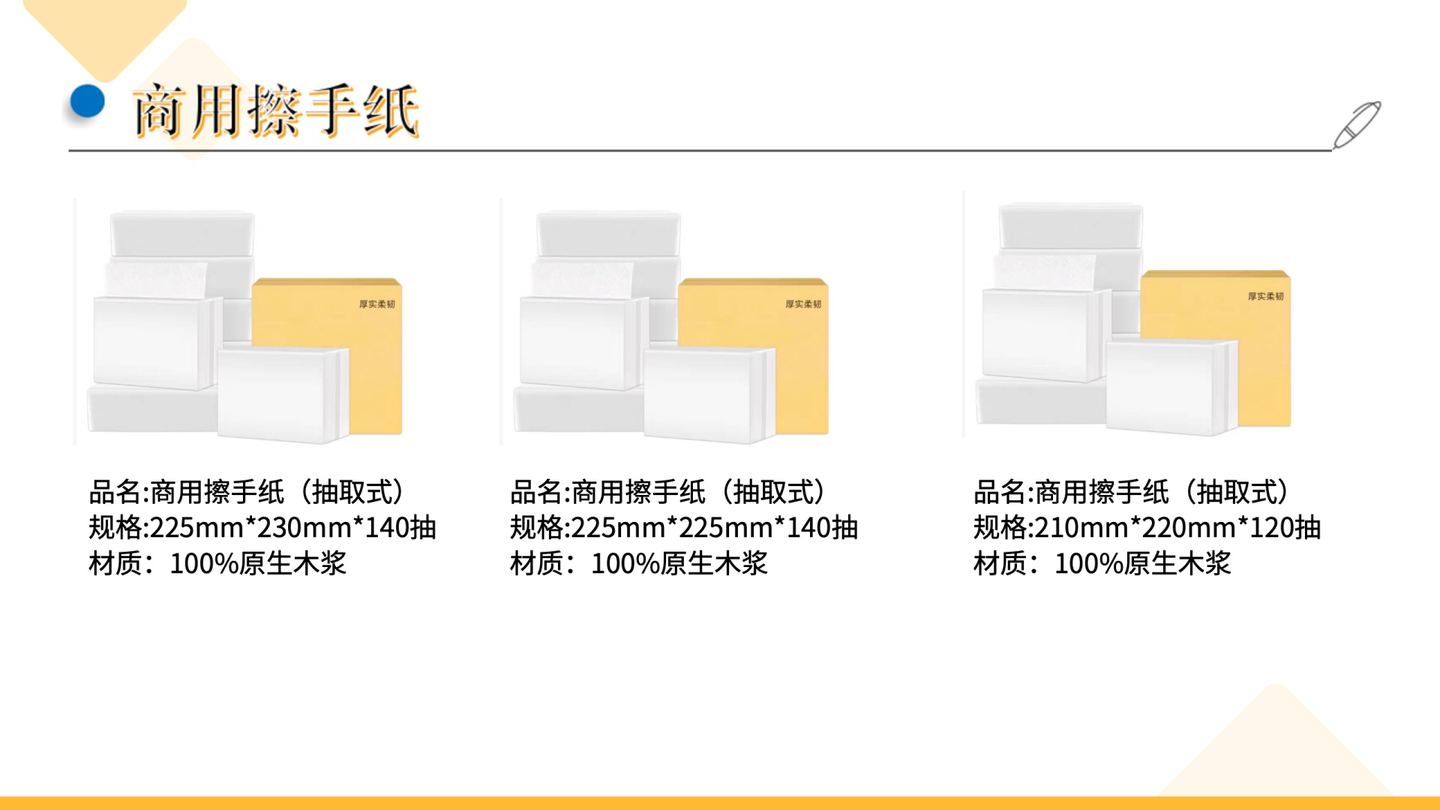 商用擦手纸
厚实柔韧
厚实柔韧
厚实柔韧
品名:商用擦手纸（抽取式）
规格:225mm*230mm*140抽
材质：100%原生木浆
品名:商用擦手纸（抽取式）
规格:225mm*225mm*140抽
材质：100%原生木浆
品名:商用擦手纸（抽取式）
规格:210mm*220mm*120抽
材质：100%原生木浆